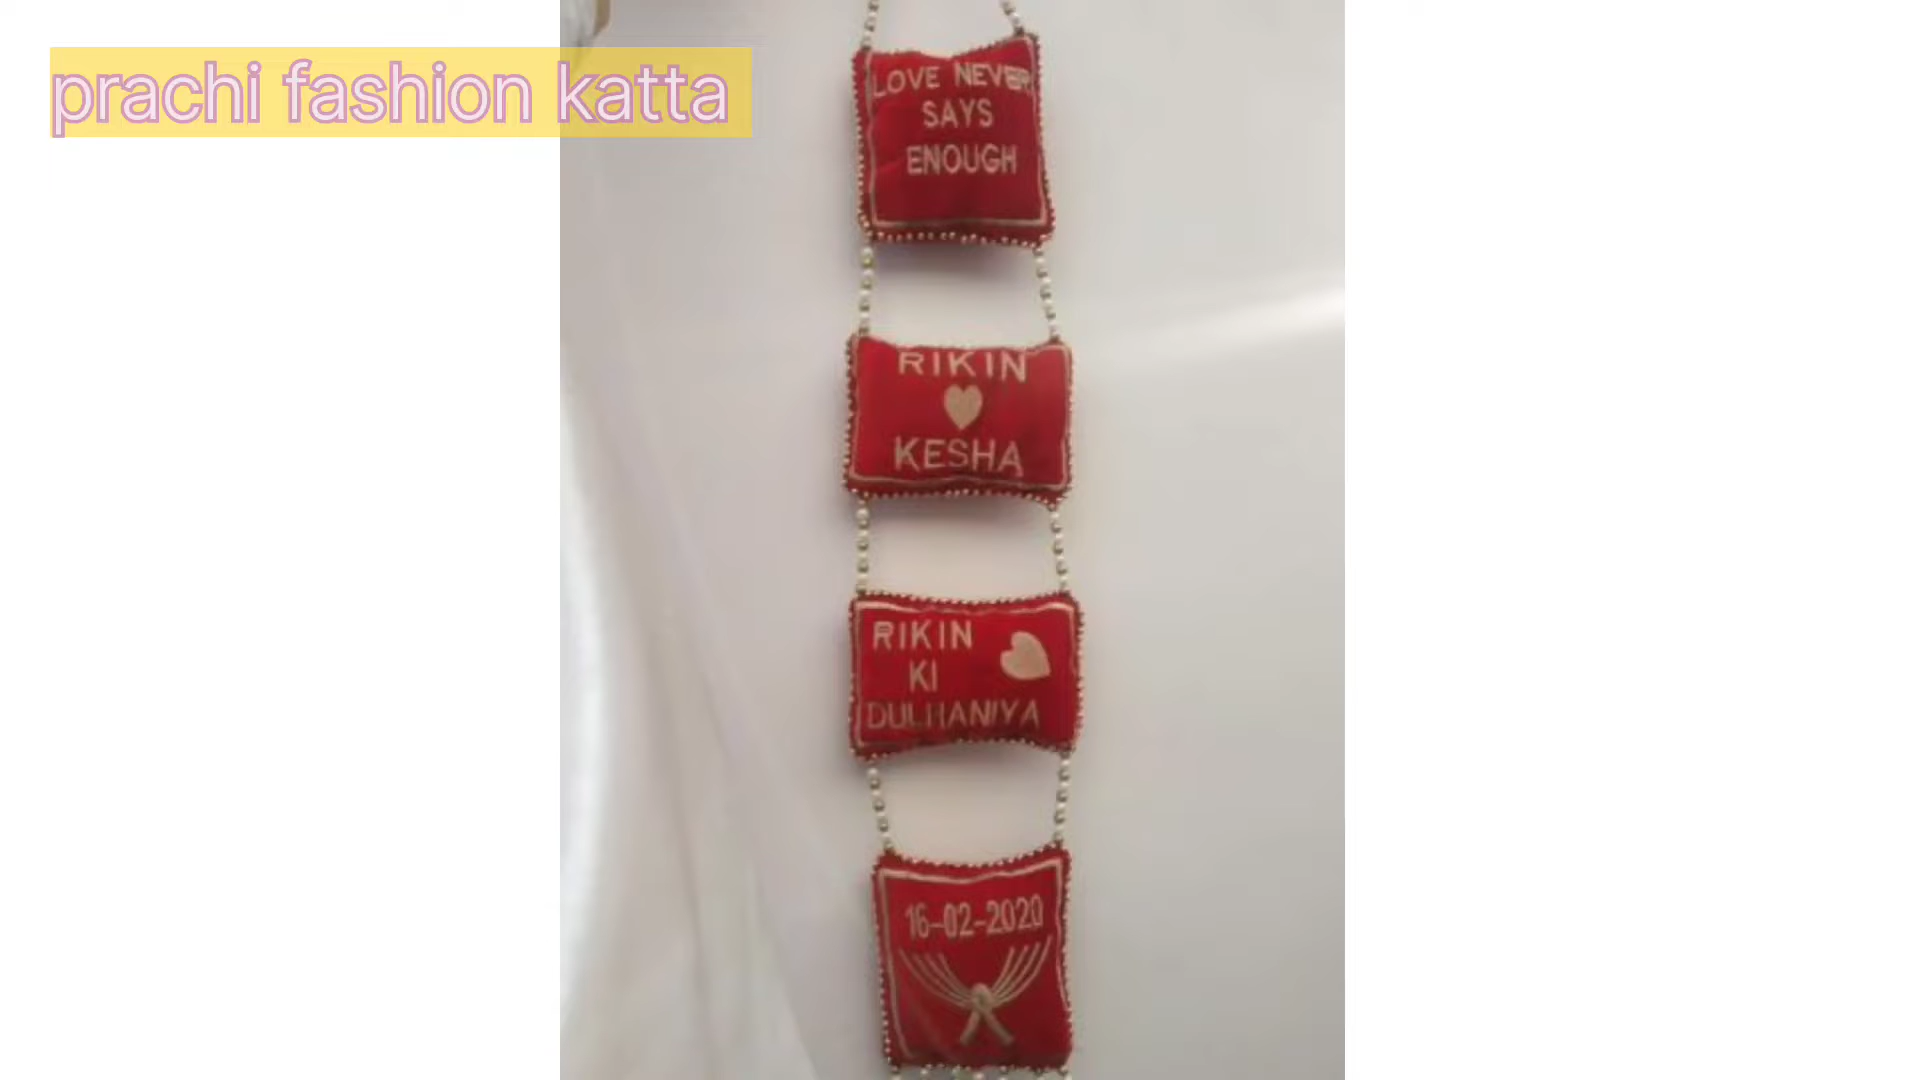 prachi fashion katta
LOVE NEVER
SAYS
ENOUGH
RIKIN
KESHA
RIKIN
KI
DULHANIYA
16-02-2020